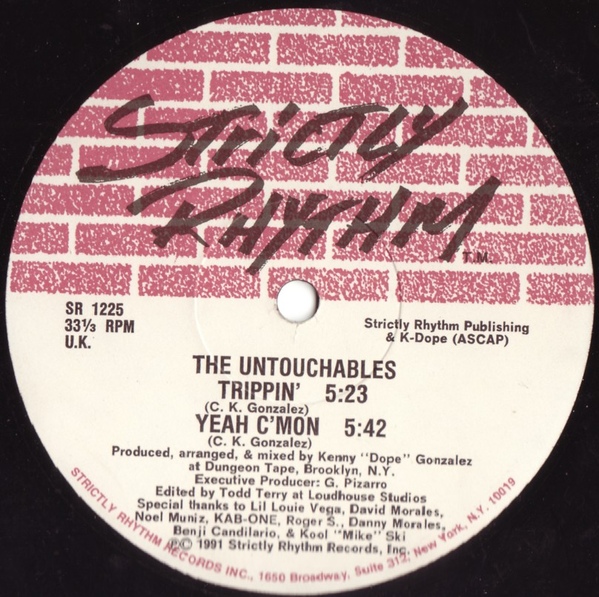 STRICTLY
RHYTHM
T.M.
SR 1225
33⅓ RPM
U.K.
Strictly Rhythm Publishing
& K-Dope (ASCAP)
THE UNTOUCHABLES
TRIPPIN' 5:23
(C. K. Gonzalez)
YEAH C'MON 5:42
(C. K. Gonzalez)
Produced, arranged, & mixed by Kenny "Dope" Gonzalez
at Dungeon Tape, Brooklyn, N.Y.
Executive Producer: G. Pizarro
Edited by Todd Terry at Loudhouse Studios
Special thanks to Lil Louie Vega, David Morales,
Noel Muniz, KAB-ONE, Roger S., Danny Morales,
Benji Candilario, & Kool "Mike" Ski
℗© 1991 Strictly Rhythm Records, Inc.
STRICTLY RHYTHM RECORDS INC., 1650 Broadway, Suite 312, New York, N.Y. 10019